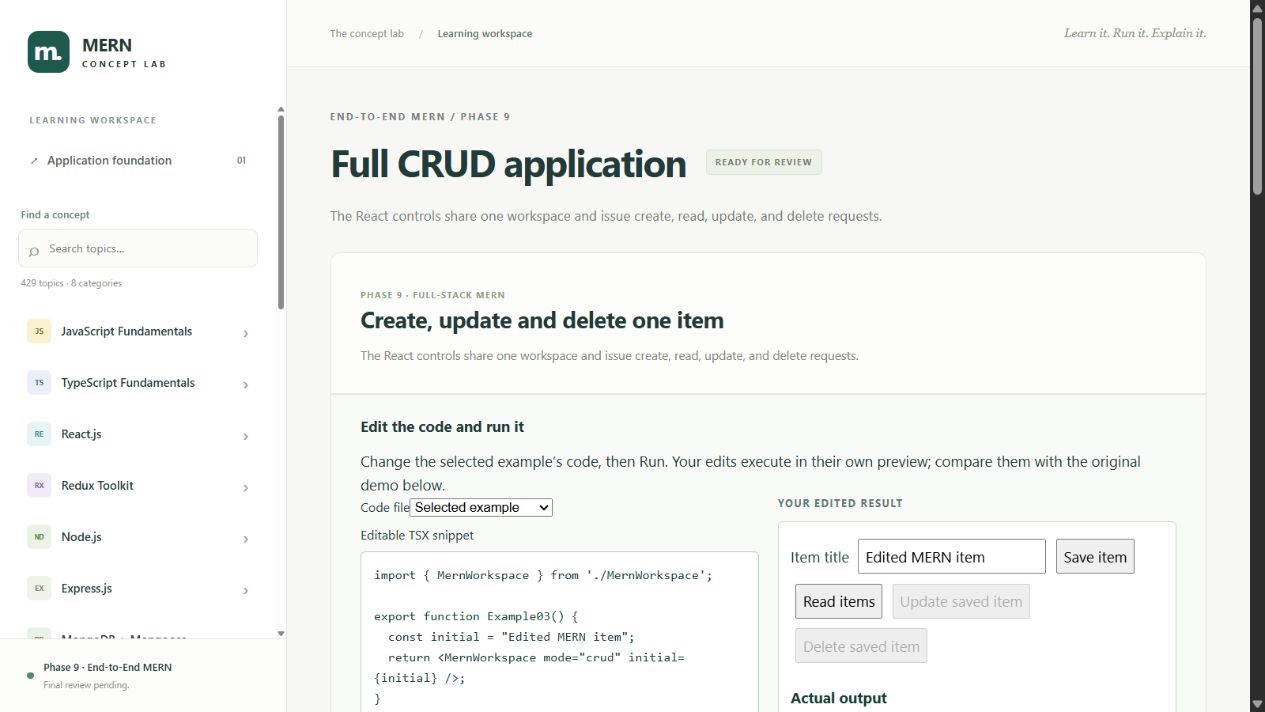 m.
MERN
CONCEPT LAB
LEARNING WORKSPACE
Application foundation 01
Find a concept
Search topics...
429 topics · 8 categories
JS JavaScript Fundamentals
TS TypeScript Fundamentals
RE React.js
RX Redux Toolkit
ND Node.js
EX Express.js
Phase 9 · End-to-End MERN
Final review pending.
The concept lab / Learning workspace
Learn it. Run it. Explain it.
END-TO-END MERN / PHASE 9
Full CRUD application
READY FOR REVIEW
The React controls share one workspace and issue create, read, update, and delete requests.
PHASE 9 · FULL-STACK MERN
Create, update and delete one item
The React controls share one workspace and issue create, read, update, and delete requests.
Edit the code and run it
Change the selected example's code, then Run. Your edits execute in their own preview; compare them with the original
demo below.
Code file Selected example
Editable TSX snippet
import { MernWorkspace } from './MernWorkspace';
export function Example03() {
const initial = "Edited MERN item";
return <MernWorkspace mode="crud" initial=
{initial} />;
}
YOUR EDITED RESULT
Item title Edited MERN item Save item
Read items Update saved item
Delete saved item
Actual output